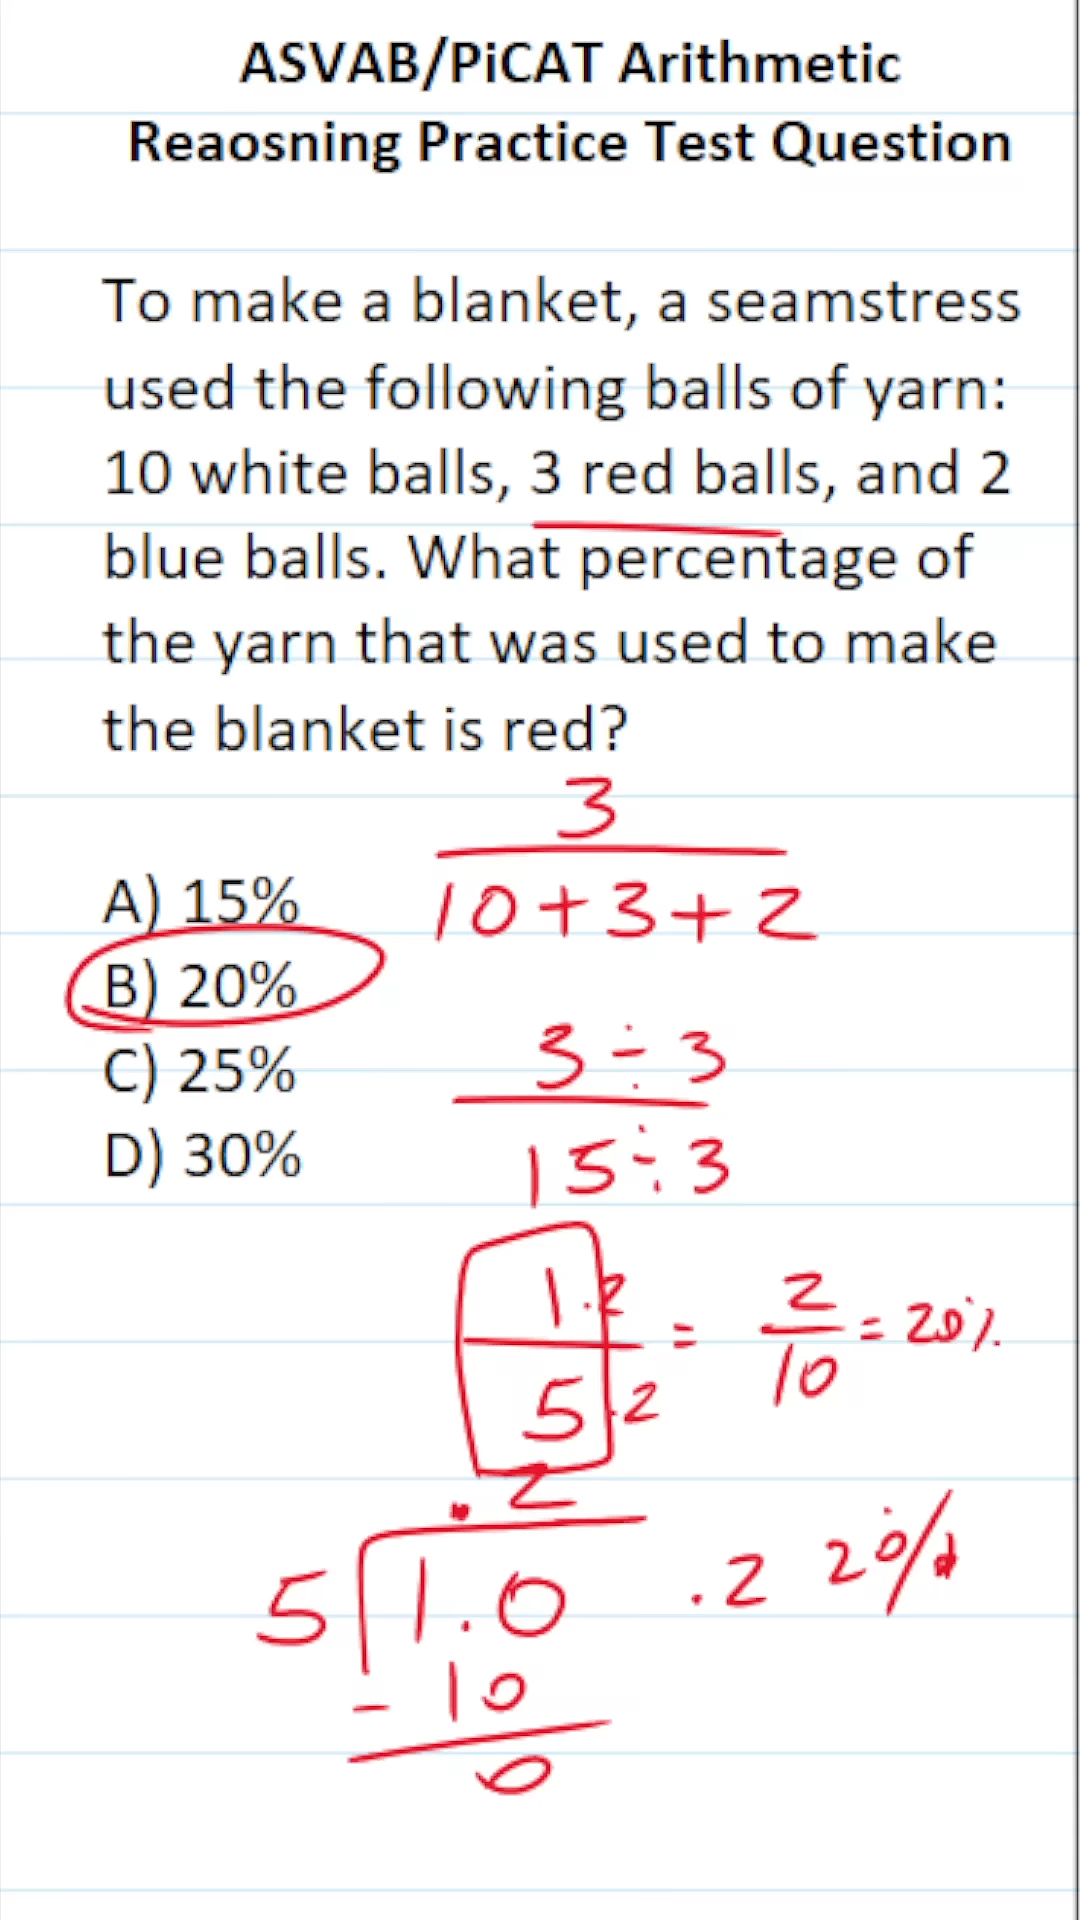 ASVAB/PiCAT Arithmetic
Reaosning Practice Test Question
To make a blanket, a seamstress
used the following balls of yarn:
10 white balls, 3 red balls, and 2
blue balls. What percentage of
the yarn that was used to make
the blanket is red?
A) 15%
B) 20%
C) 25%
D) 30%
3
10+3+2
3÷3
15÷3
1.2 = 2 = 20%
5.2 10
.2
5 1.0 .2 20%
- 10
0